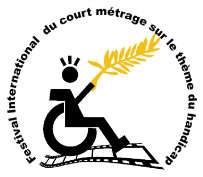 Festival International du court métrage sur le thème du handicap